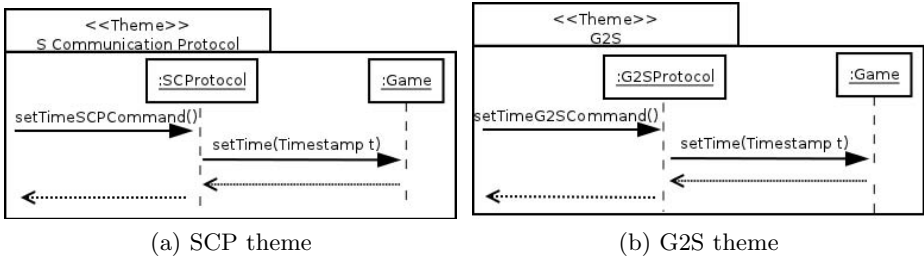 <<Theme>>
S Communication Protocol
:SCProtocol
:Game
setTimeSCPCommand()
setTime(Timestamp t)
(a) SCP theme
<<Theme>>
G2S
:G2SProtocol
:Game
setTimeG2SCommand()
setTime(Timestamp t)
(b) G2S theme